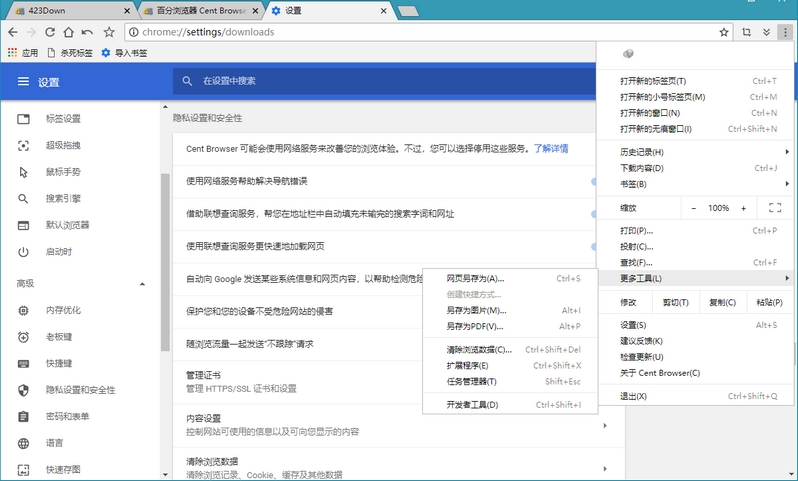 423Down
百分浏览器 Cent Browse
设置
chrome://settings/downloads
应用
杀死标签
导入书签
设置
在设置中搜索
标签设置
超级拖拽
鼠标手势
搜索引擎
默认浏览器
启动时
高级
内存优化
老板键
快捷键
隐私设置和安全性
密码和表单
语言
快速存图
隐私设置和安全性
Cent Browser 可能会使用网络服务来改善您的浏览体验。不过，您可以选择停用这些服务。了解详情
使用网络服务帮助解决导航错误
借助联想查询服务，帮您在地址栏中自动填充未输完的搜索字词和网址
使用联想查询服务更快速地加载网页
自动向 Google 发送某些系统信息和网页内容，以帮助检测危险
保护您和您的设备不受危险网站的侵害
随浏览流量一起发送“不跟踪”请求
管理证书
管理 HTTPS/SSL 证书和设置
内容设置
控制网站可使用的信息以及可向您显示的内容
清除浏览数据
清除浏览记录、Cookie、缓存及其他数据
网页另存为(A)... Ctrl+S
创建快捷方式...
另存为图片(M)... Alt+I
另存为PDF(V)... Alt+P
清除浏览数据(C)... Ctrl+Shift+Del
扩展程序(E) Ctrl+Shift+X
任务管理器(T) Shift+Esc
开发者工具(D) Ctrl+Shift+I
打开新的标签页(T) Ctrl+T
打开新的小号标签页(M) Ctrl+M
打开新的窗口(N) Ctrl+N
打开新的无痕窗口(I) Ctrl+Shift+N
历史记录(H)
下载内容(D) Ctrl+J
书签(B)
缩放 − 100% +
打印(P)... Ctrl+P
投射(C)...
查找(F)... Ctrl+F
更多工具(L)
修改 剪切(T) 复制(C) 粘贴(P)
设置(S) Alt+S
建议反馈(K)
检查更新(U)
关于 Cent Browser(C)
退出(X) Ctrl+Shift+Q